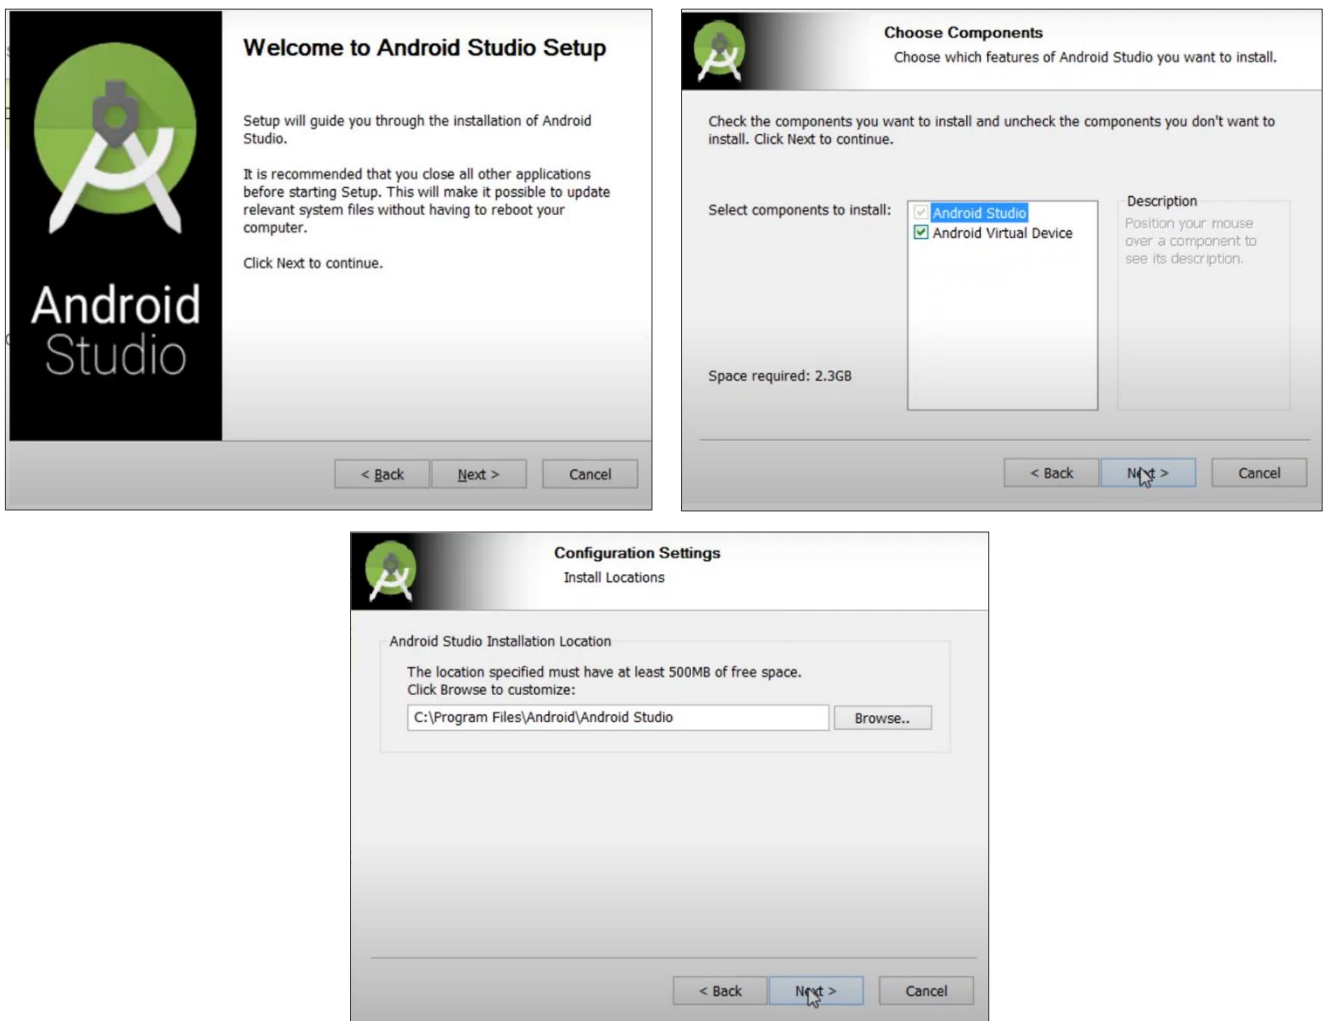 Welcome to Android Studio Setup
Setup will guide you through the installation of Android
Studio.
It is recommended that you close all other applications
before starting Setup. This will make it possible to update
relevant system files without having to reboot your
computer.
Click Next to continue.
Android
Studio
< Back
Next >
Cancel
Choose Components
Choose which features of Android Studio you want to install.
Check the components you want to install and uncheck the components you don't want to
install. Click Next to continue.
Select components to install:
Android Studio
Android Virtual Device
Description
Position your mouse
over a component to
see its description.
Space required: 2.3GB
< Back
Next >
Cancel
Configuration Settings
Install Locations
Android Studio Installation Location
The location specified must have at least 500MB of free space.
Click Browse to customize:
C:\Program Files\Android\Android Studio
Browse..
< Back
Next >
Cancel